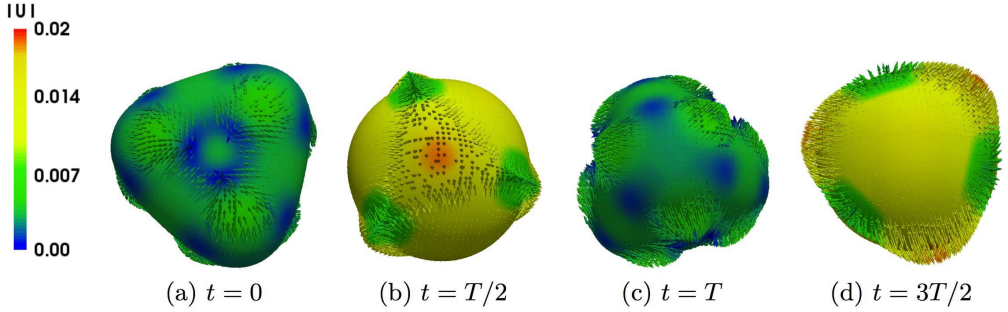 |U|
0.02
0.014
0.007
0.00
(a) t = 0
(b) t = T/2
(c) t = T
(d) t = 3T/2